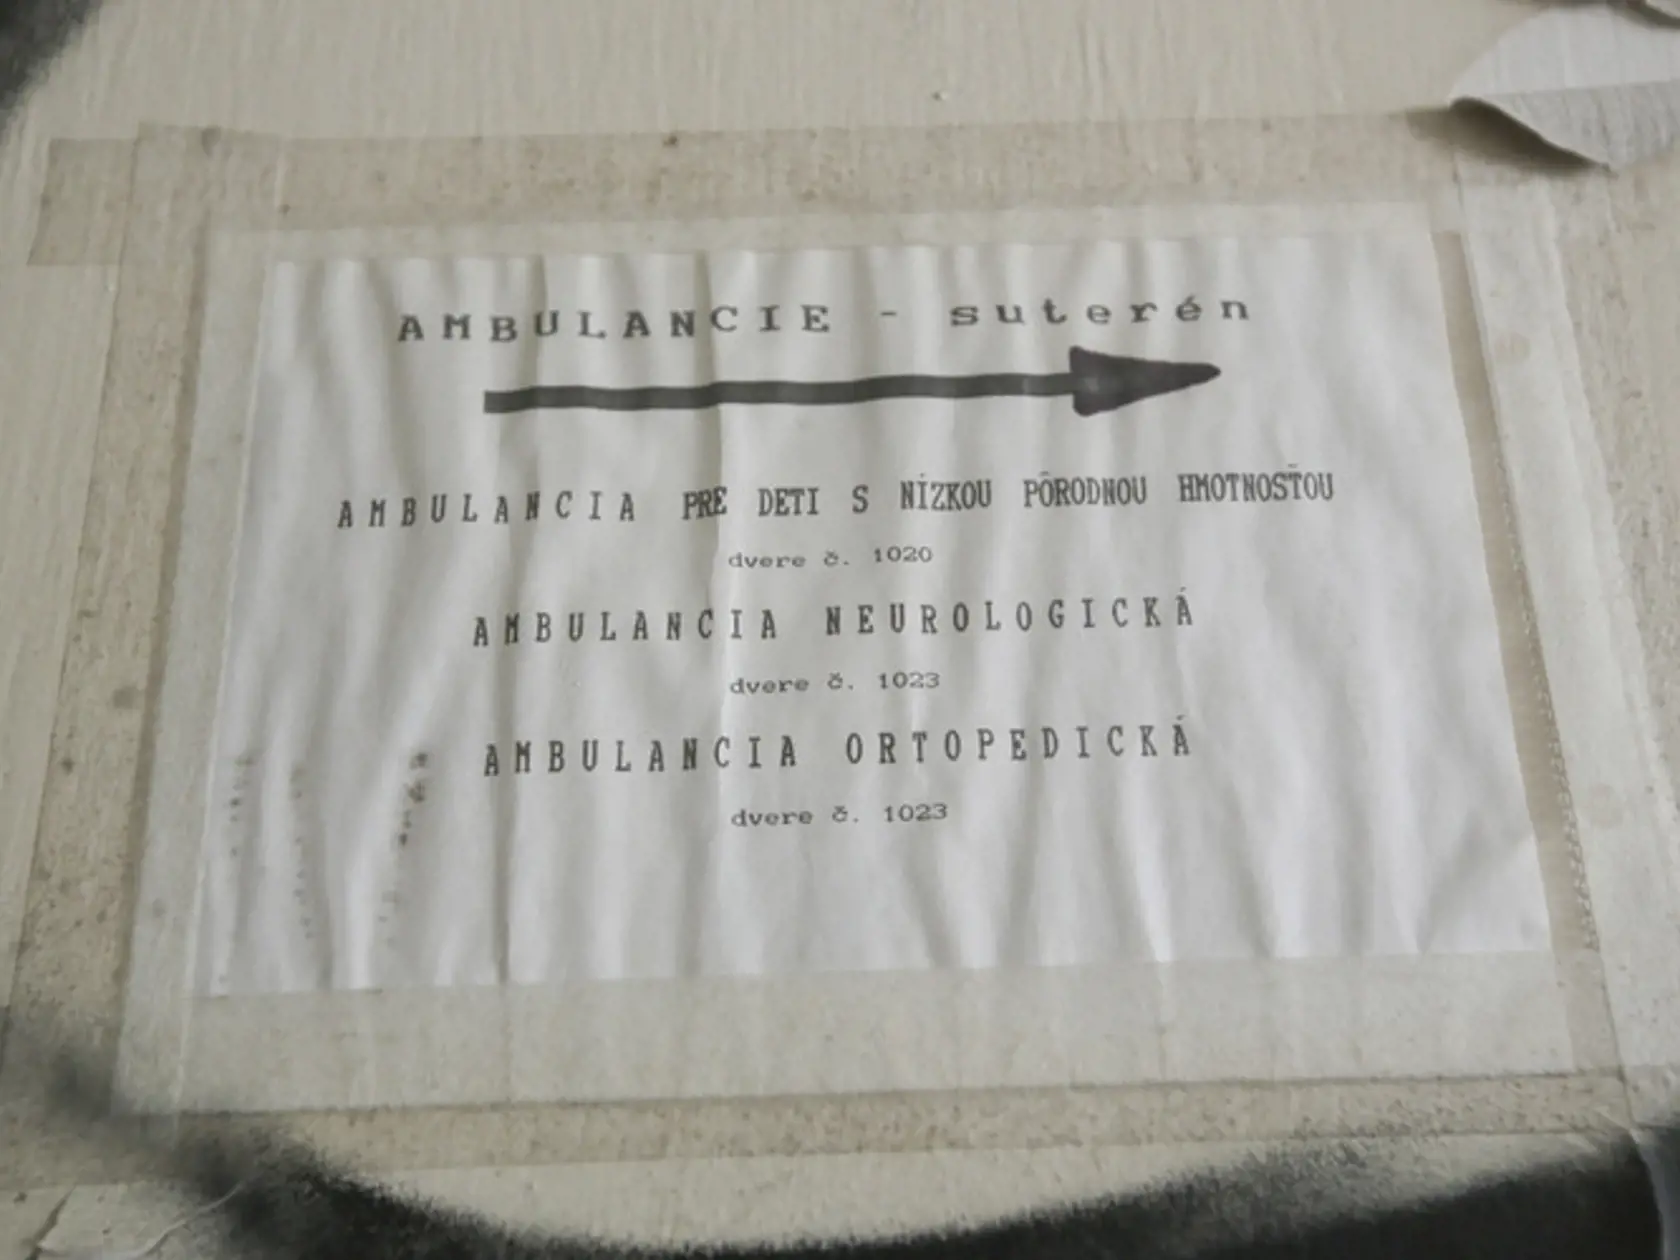 AMBULANCIE - suterén
AMBULANCIA PRE DETI S NÍZKOU PÔRODNOU HMOTNOSŤOU
dvere č. 1020
AMBULANCIA NEUROLOGICKÁ
dvere č. 1023
AMBULANCIA ORTOPEDICKÁ
dvere č. 1023